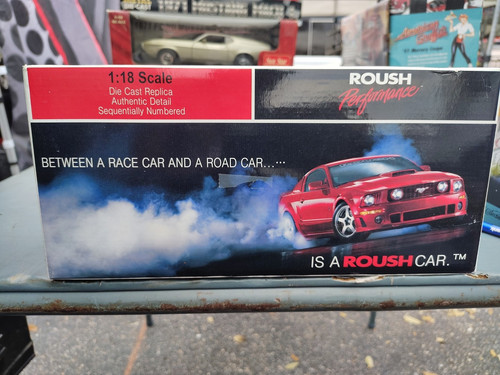 1:18 Scale
Die Cast Replica
Authentic Detail
Sequentially Numbered
ROUSH
Performance
BETWEEN A RACE CAR AND A ROAD CAR......
IS A ROUSH CAR.™